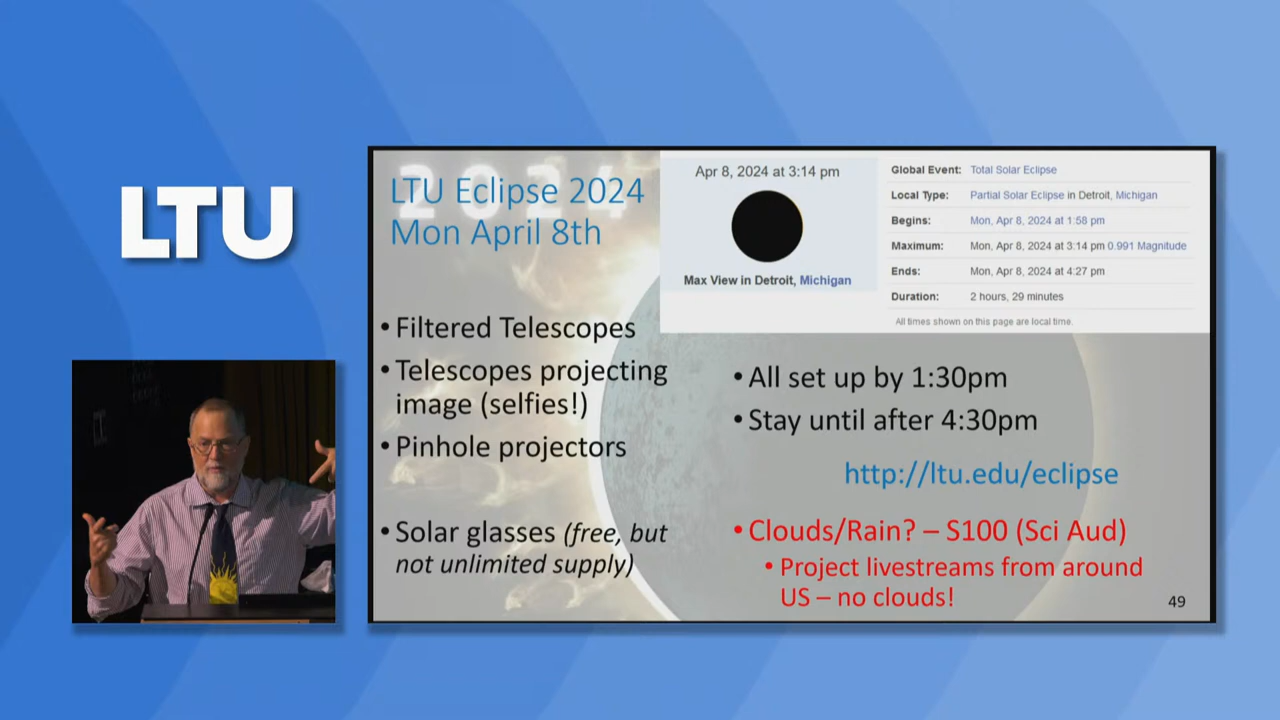 LTU
2024
LTU Eclipse 2024
Mon April 8th
• Filtered Telescopes
• Telescopes projecting
image (selfies!)
• Pinhole projectors
• Solar glasses (free, but
not unlimited supply)
Apr 8, 2024 at 3:14 pm
Max View in Detroit, Michigan
Global Event: Total Solar Eclipse
Local Type: Partial Solar Eclipse in Detroit, Michigan
Begins: Mon, Apr 8, 2024 at 1:58 pm
Maximum: Mon, Apr 8, 2024 at 3:14 pm 0.991 Magnitude
Ends: Mon, Apr 8, 2024 at 4:27 pm
Duration: 2 hours, 29 minutes
All times shown on this page are local time.
• All set up by 1:30pm
• Stay until after 4:30pm
http://ltu.edu/eclipse
• Clouds/Rain? – S100 (Sci Aud)
• Project livestreams from around
US – no clouds!
49